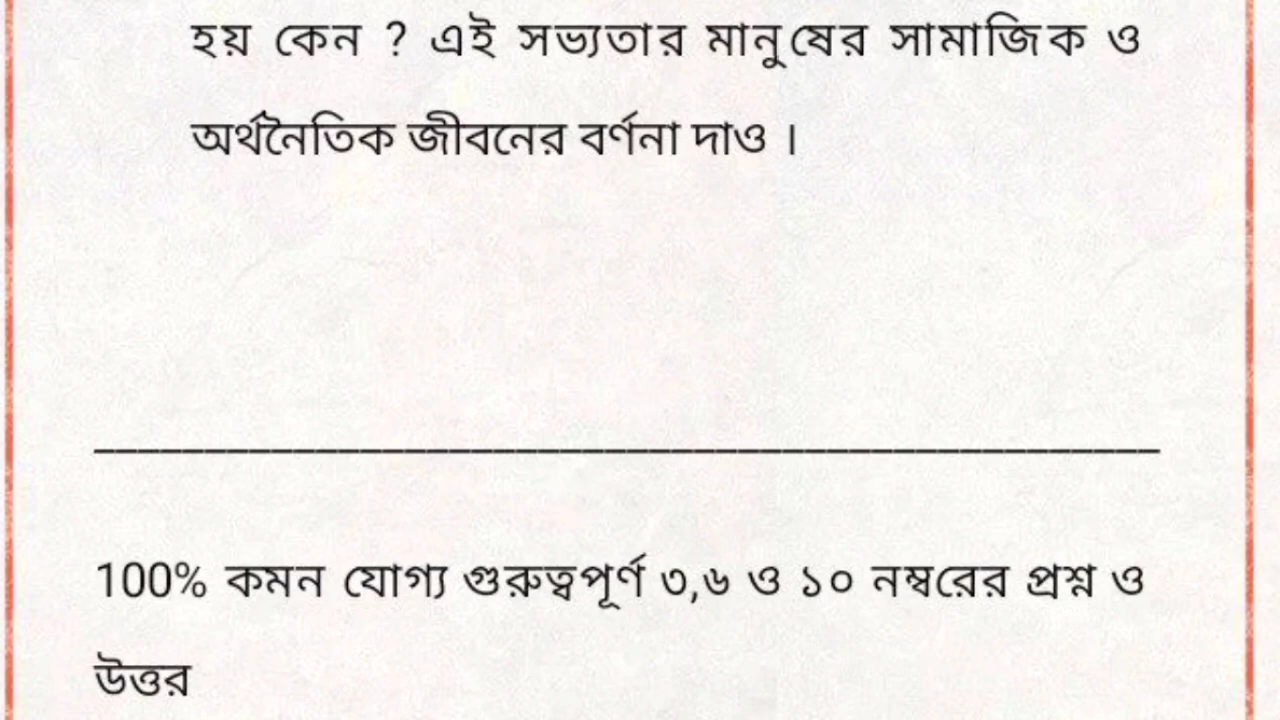 হয় কেন ? এই সভ্যতার মানুষের সামাজিক ও
অর্থনৈতিক জীবনের বর্ণনা দাও ।
________________________________________________
100% কমন যোগ্য গুরুত্বপূর্ণ ৩,৬ ও ১০ নম্বরের প্রশ্ন ও
উত্তর